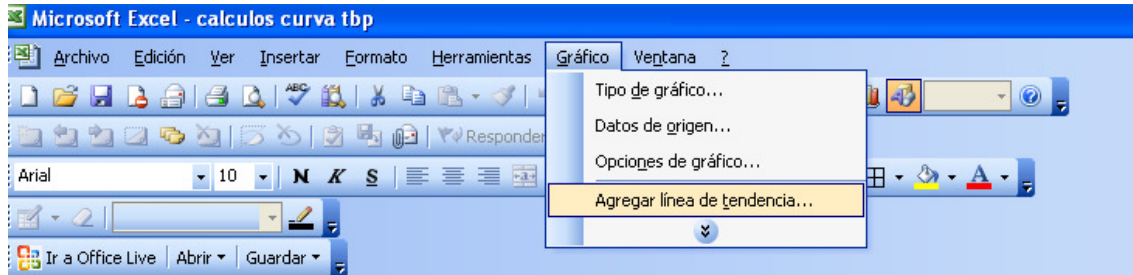 Microsoft Excel - calculos curva tbp
Archivo Edición Ver Insertar Formato Herramientas Gráfico Ventana ?
Tipo de gráfico...
ABC
Datos de origen...
Responder
Opciones de gráfico...
Arial 10 N K S
Agregar línea de tendencia...
Ir a Office Live Abrir Guardar